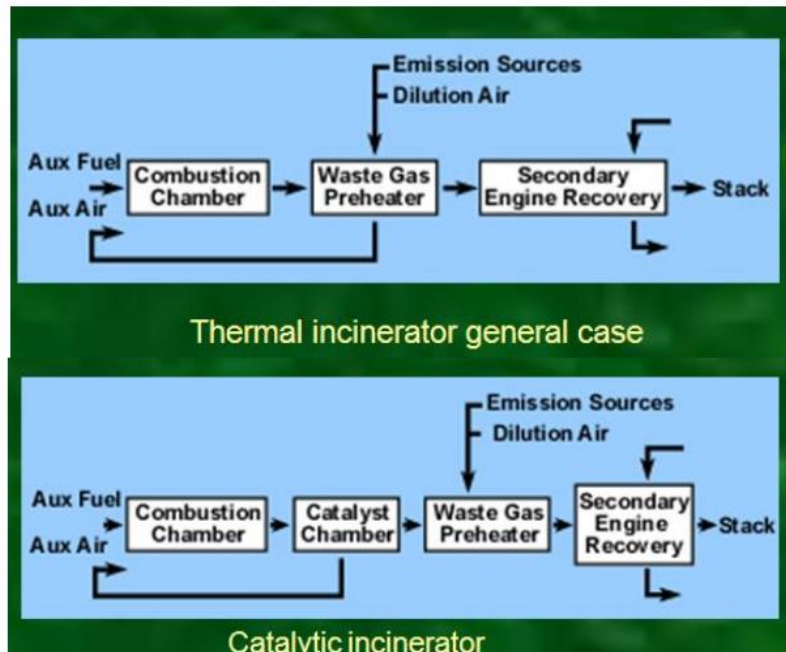 Emission Sources
Dilution Air
Aux Fuel
Aux Air
Combustion
Chamber
Waste Gas
Preheater
Secondary
Engine Recovery
Stack
Thermal incinerator general case
Emission Sources
Dilution Air
Aux Fuel
Aux Air
Combustion
Chamber
Catalyst
Chamber
Waste Gas
Preheater
Secondary
Engine
Recovery
Stack
Catalytic incinerator